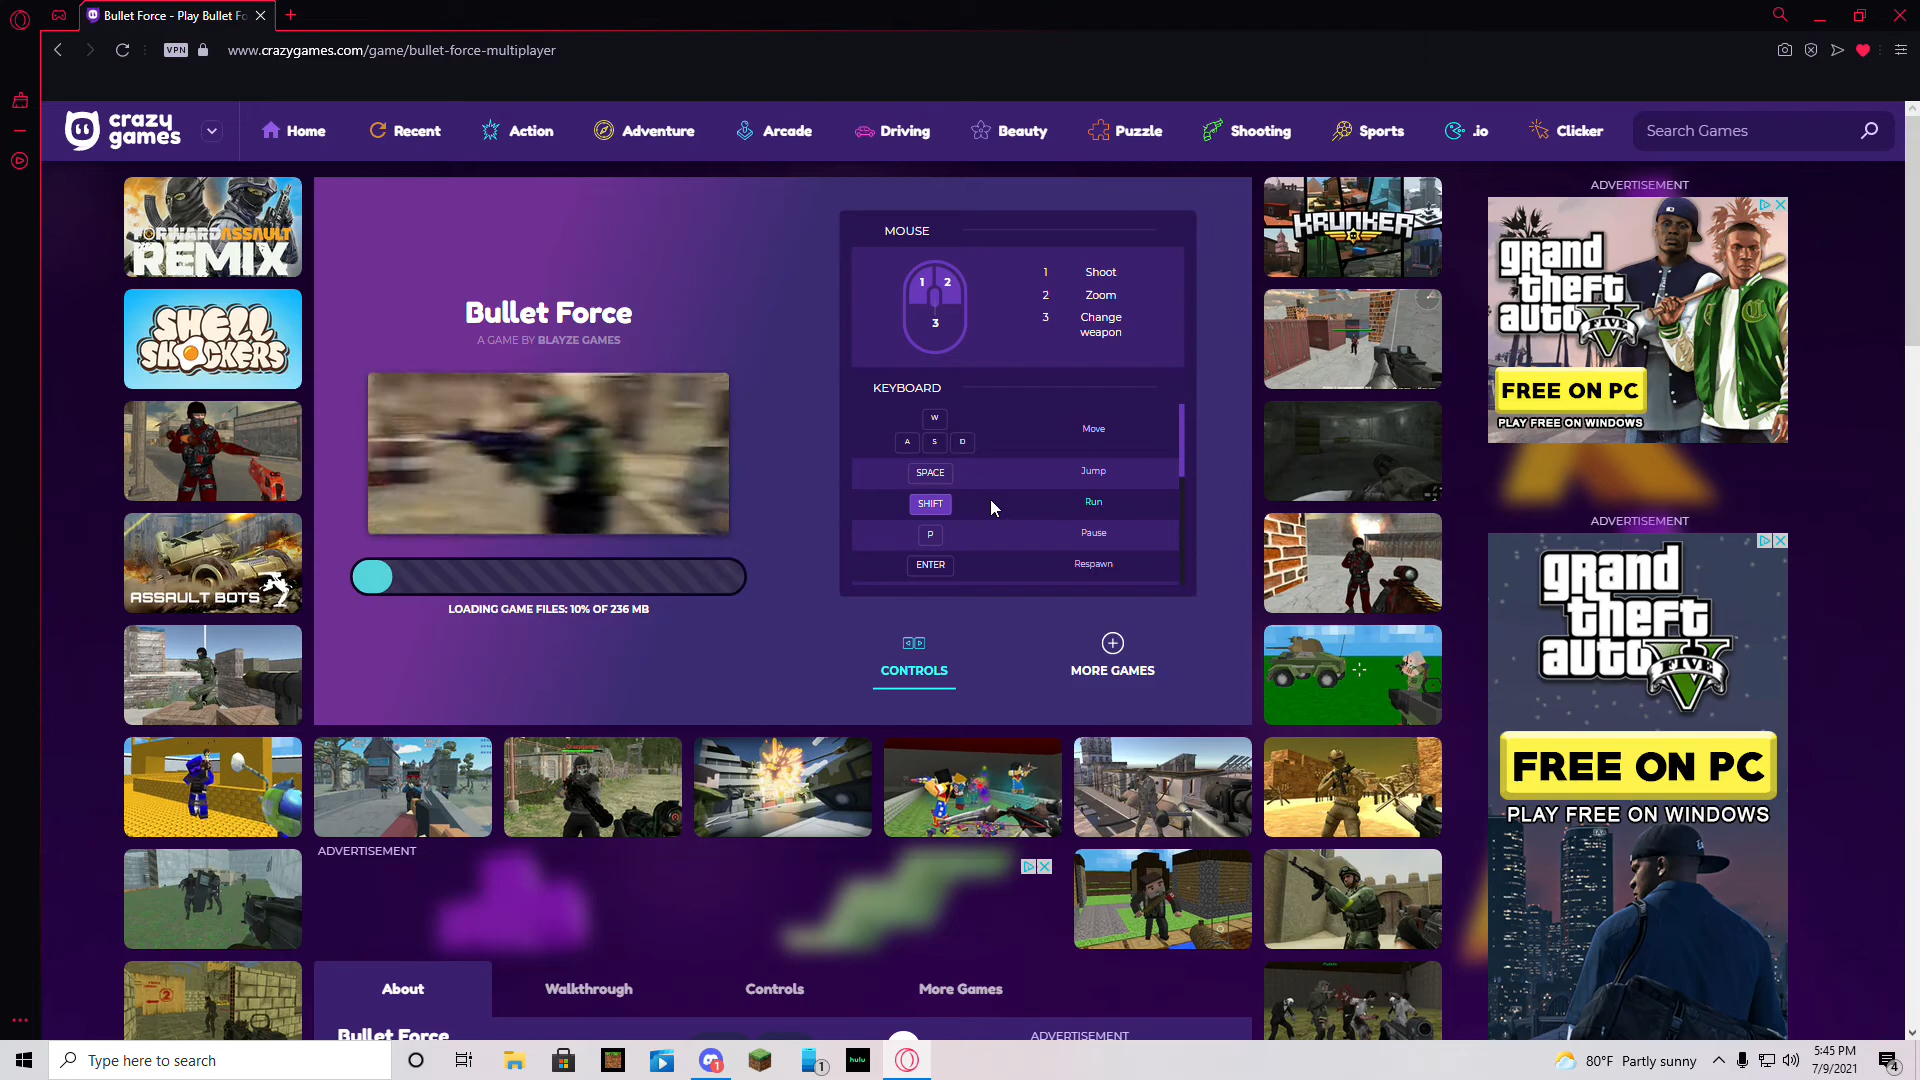 Bullet Force - Play Bullet Fo
VPN
www.crazygames.com/game/bullet-force-multiplayer
crazy
games
Home
Recent
Action
Adventure
Arcade
Driving
Beauty
Puzzle
Shooting
Sports
.io
Clicker
Search Games
FORWARD ASSAULT
REMIX
SHELL
SHOCKERS
ASSAULT BOTS
Bullet Force
A GAME BY BLAYZE GAMES
LOADING GAME FILES: 10% OF 236 MB
MOUSE
1 2
3
1 Shoot
2 Zoom
3 Change
weapon
KEYBOARD
W
A S D
Move
SPACE Jump
SHIFT Run
P Pause
ENTER Respawn
CONTROLS
MORE GAMES
KRUNKER
ADVERTISEMENT
grand
theft
auto
FIVE
FREE ON PC
PLAY FREE ON WINDOWS
ADVERTISEMENT
grand
theft
auto
FIVE
FREE ON PC
PLAY FREE ON WINDOWS
ADVERTISEMENT
About
Walkthrough
Controls
More Games
Bullet Force
ADVERTISEMENT
Type here to search
1
1
hulu
80°F Partly sunny
5:45 PM
7/9/2021
4